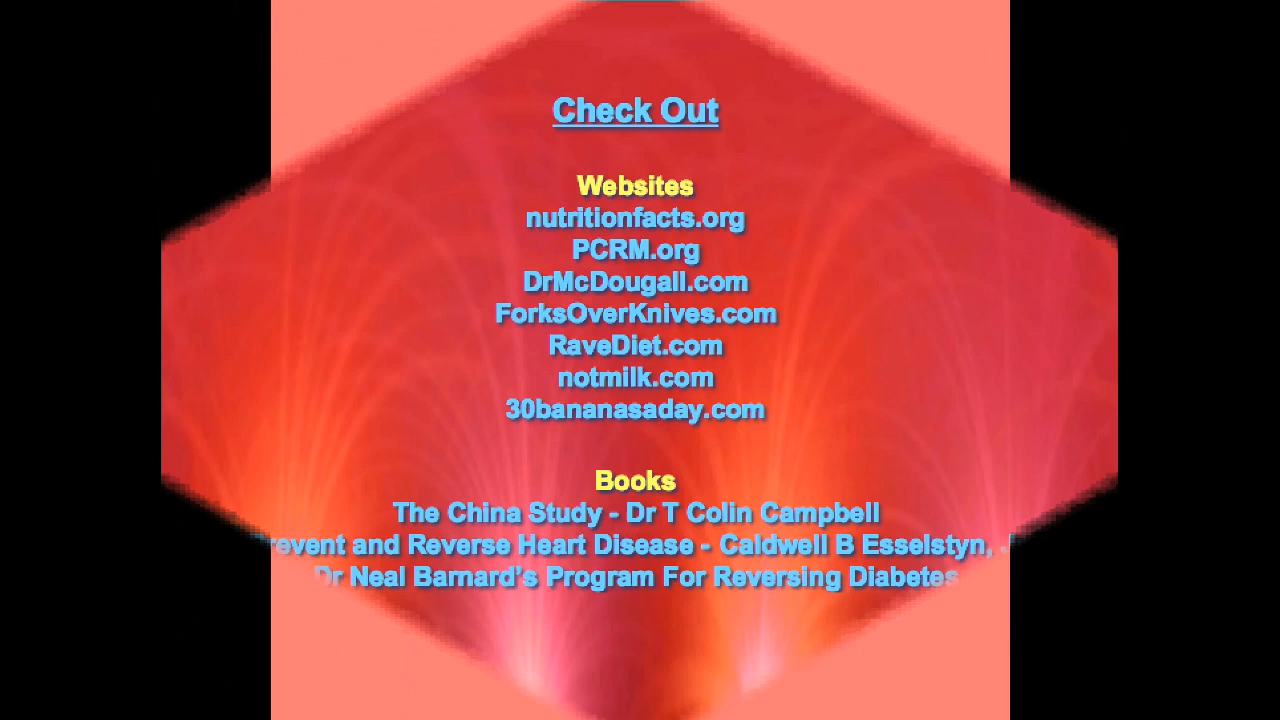 Check Out
Websites
nutritionfacts.org
PCRM.org
DrMcDougall.com
ForksOverKnives.com
RaveDiet.com
notmilk.com
30bananasaday.com
Books
The China Study - Dr T Colin Campbell
and Reverse Heart Disease - Caldwell B Esselstyn,
Dr Neal Barnard's Program For Reversing Diabetes